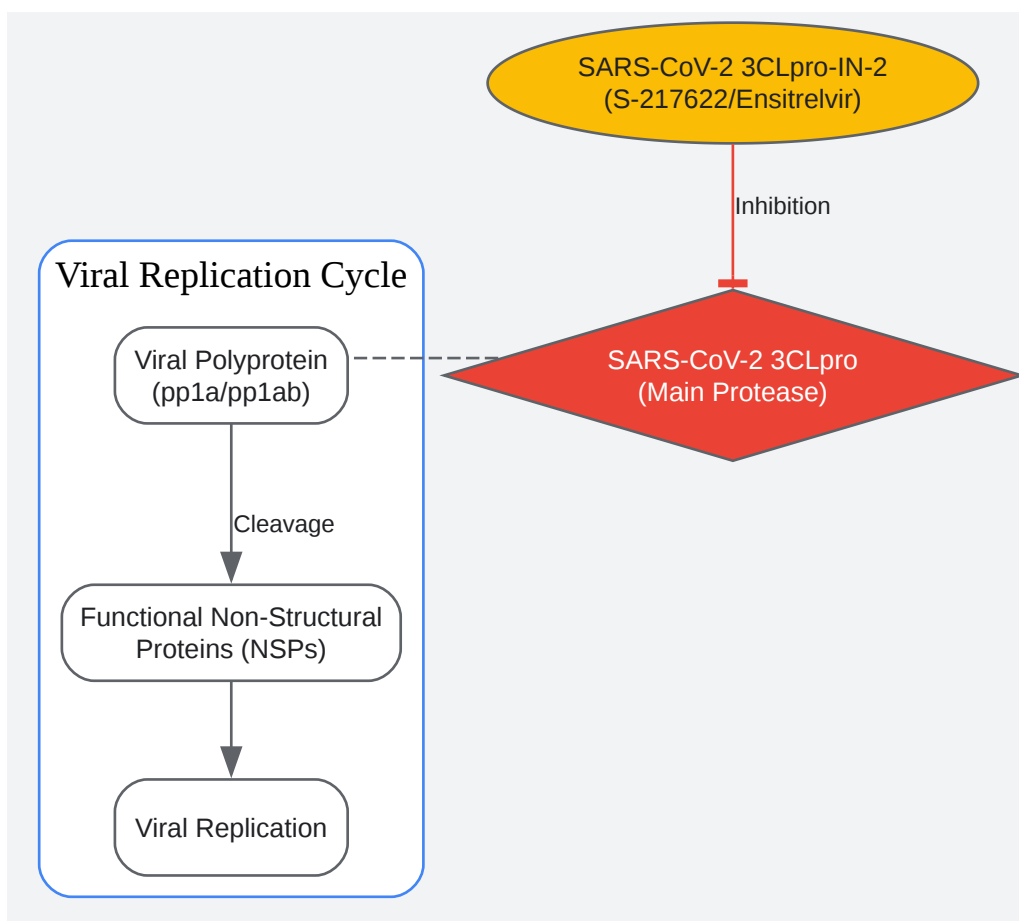 SARS-CoV-2 3CLpro-IN-2
(S-217622/Ensitrelvir)
Inhibition
Viral Replication Cycle
Viral Polyprotein
(pp1a/pp1ab)
SARS-CoV-2 3CLpro
(Main Protease)
Cleavage
Functional Non-Structural
Proteins (NSPs)
Viral Replication